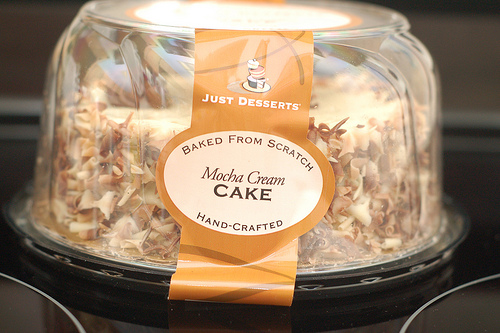 JUST DESSERTS
BAKED FROM SCRATCH
Mocha Cream
CAKE
HAND-CRAFTED